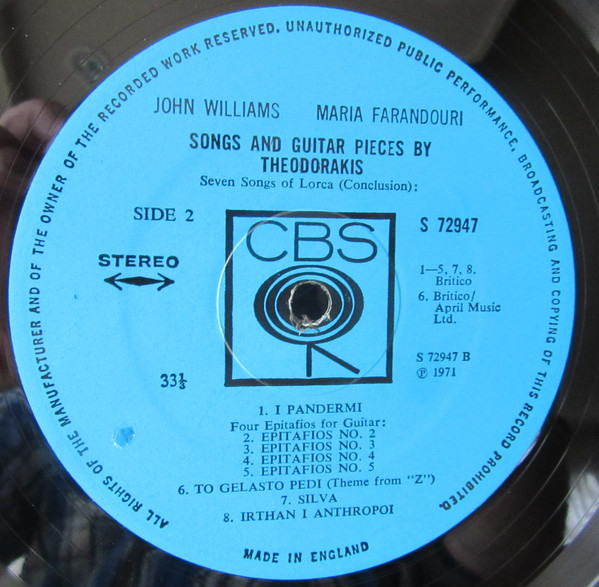 ALL RIGHTS OF THE MANUFACTURER AND OF THE OWNER OF THE RECORDED WORK RESERVED. UNAUTHORIZED PUBLIC PERFORMANCE, BROADCASTING AND COPYING OF THIS RECORD PROHIBITED.
JOHN WILLIAMS MARIA FARANDOURI
SONGS AND GUITAR PIECES BY
THEODORAKIS
Seven Songs of Lorca (Conclusion):
SIDE 2
STEREO
33⅓
CBS
S 72947
1—5, 7, 8.
Britico
6. Britico/
April Music
Ltd.
S 72947 B
℗ 1971
1. I PANDERMI
Four Epitafios for Guitar:
2. EPITAFIOS NO. 2
3. EPITAFIOS NO. 3
4. EPITAFIOS NO. 4
5. EPITAFIOS NO. 5
6. TO GELASTO PEDI (Theme from "Z")
7. SILVA
8. IRTHAN I ANTHROPOI
MADE IN ENGLAND